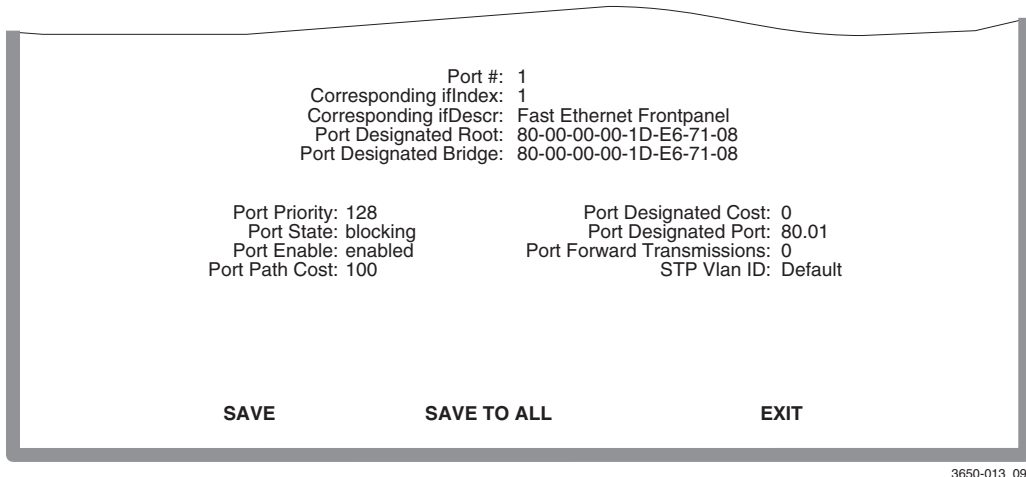 Port #: 1
Corresponding ifIndex: 1
Corresponding ifDescr: Fast Ethernet Frontpanel
Port Designated Root: 80-00-00-00-1D-E6-71-08
Port Designated Bridge: 80-00-00-00-1D-E6-71-08
Port Priority: 128
Port State: blocking
Port Enable: enabled
Port Path Cost: 100
Port Designated Cost: 0
Port Designated Port: 80.01
Port Forward Transmissions: 0
STP Vlan ID: Default
SAVE SAVE TO ALL EXIT
3650-013_09